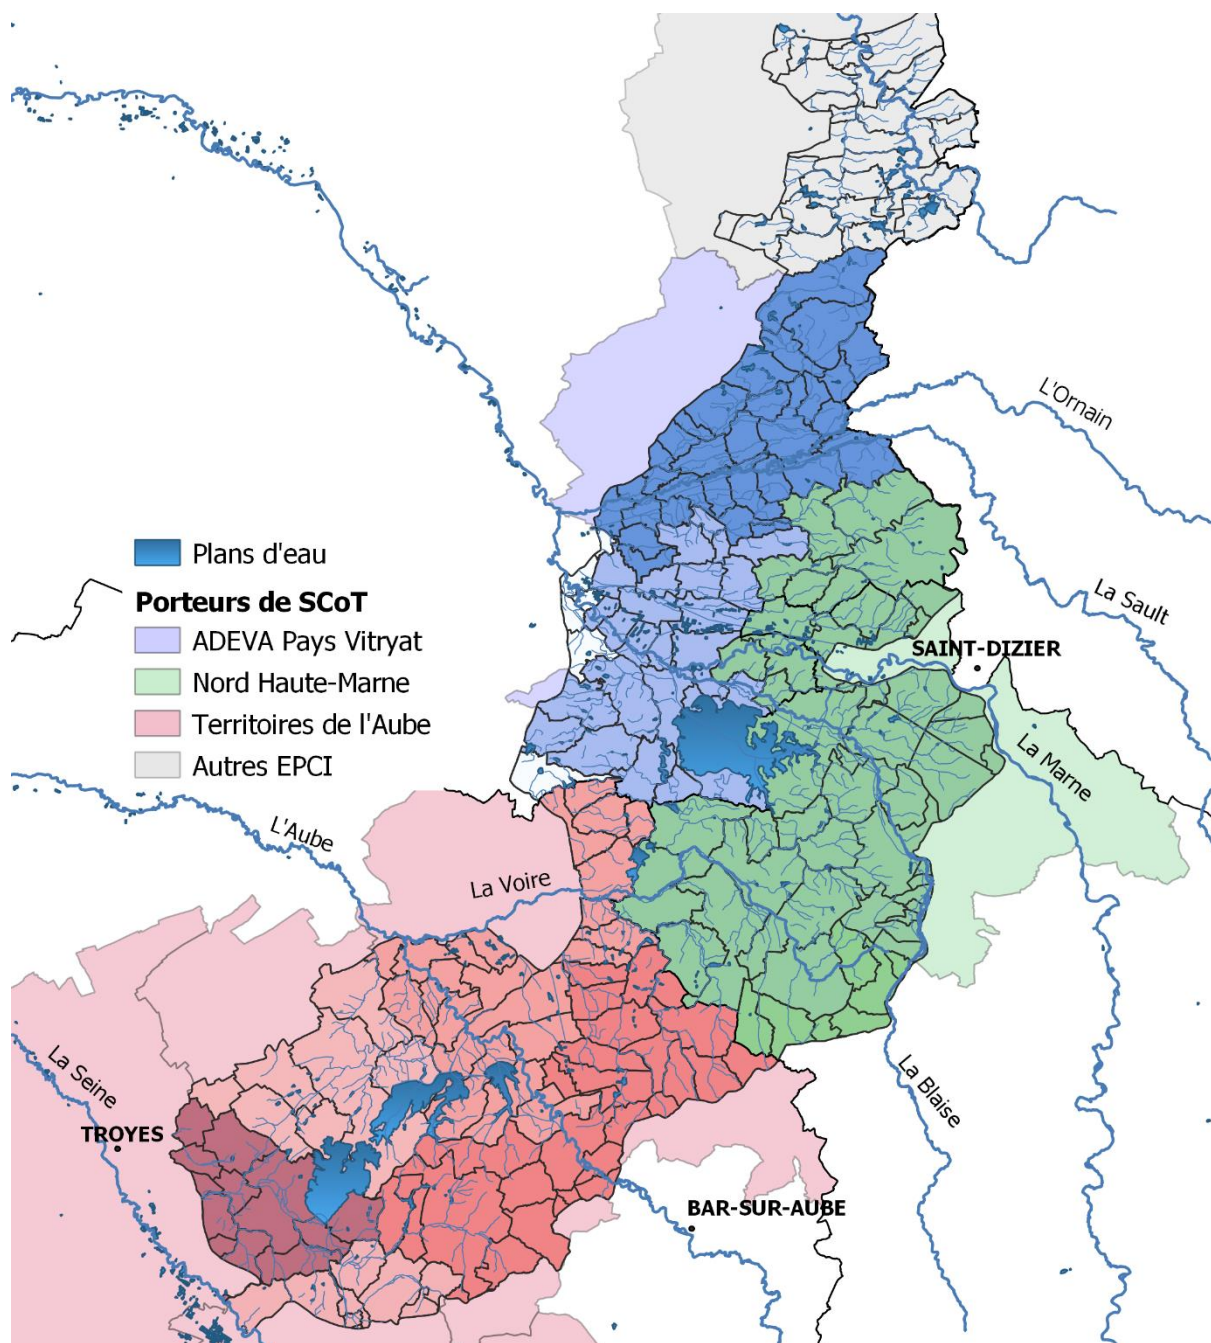 L'Ornain
La Sault
SAINT-DIZIER
La Marne
Plans d'eau
Porteurs de SCoT
ADEVA Pays Vitryat
Nord Haute-Marne
Territoires de l'Aube
Autres EPCI
L'Aube
La Voire
La Seine
TROYES
La Blaise
BAR-SUR-AUBE